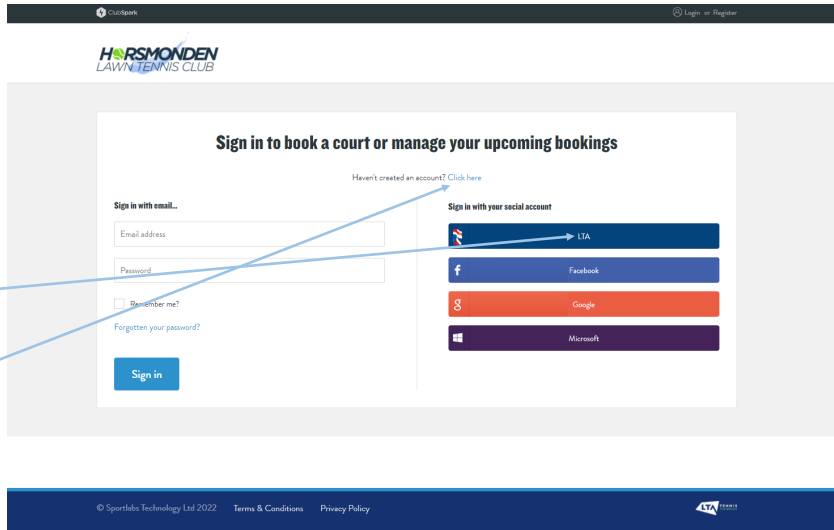 ClubSpark
Login or Register
HORSMONDEN
LAWN TENNIS CLUB
Sign in to book a court or manage your upcoming bookings
Haven't created an account? Click here
Sign in with email...
Sign in with your social account
Email address
LTA
Password
Facebook
Remember me?
Google
Forgotten your password?
Microsoft
Sign in
© Sportlabs Technology Ltd 2022 Terms & Conditions Privacy Policy
LTA TENNIS